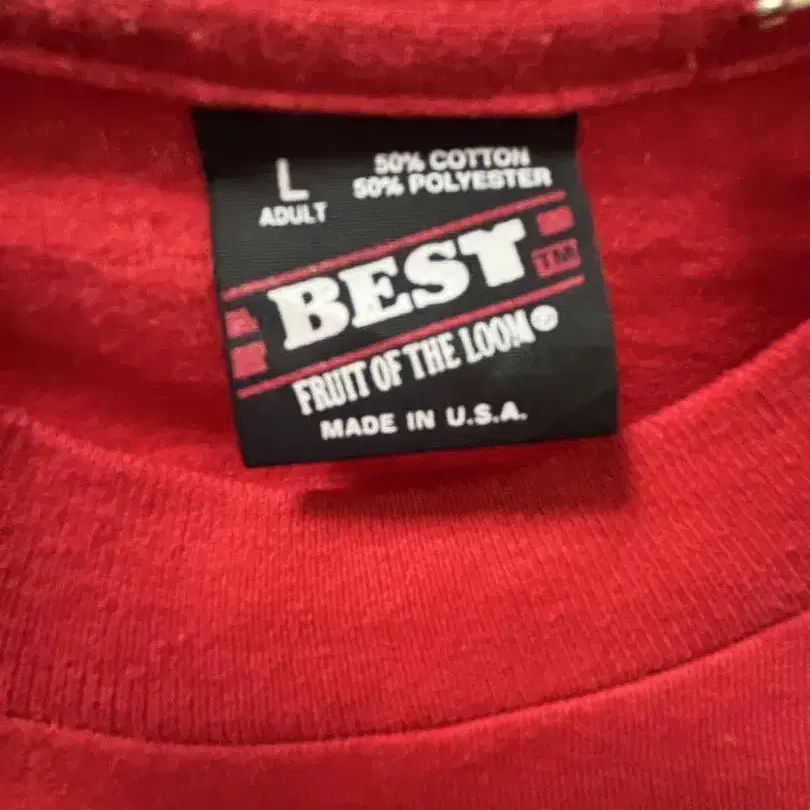 L
ADULT
50% COTTON
50% POLYESTER
BEST
TM
FRUIT OF THE LOOM
MADE IN U.S.A.